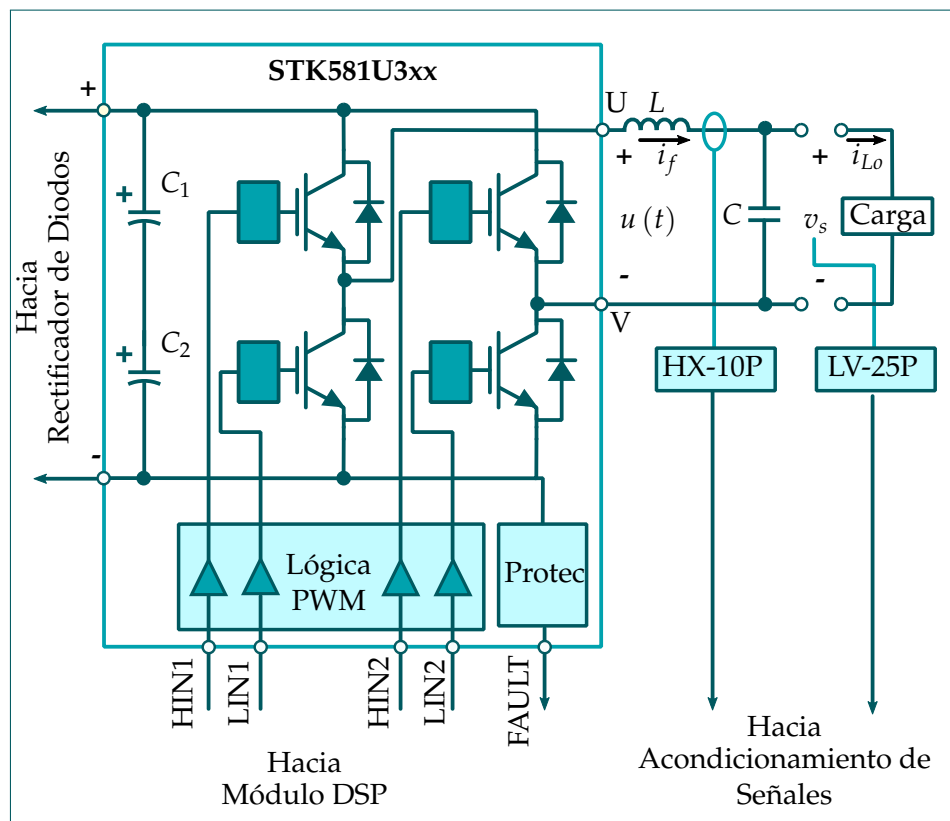 STK581U3xx
+
U
L
C₁
+
+
i_f
+
i_Lo
u (t)
C
v_s
Carga
Hacia
Rectificador de Diodos
-
-
V
+
C₂
HX-10P
LV-25P
-
Lógica
PWM
Protec
HIN1
LIN1
HIN2
LIN2
FAULT
Hacia
Módulo DSP
Hacia
Acondicionamiento de
Señales